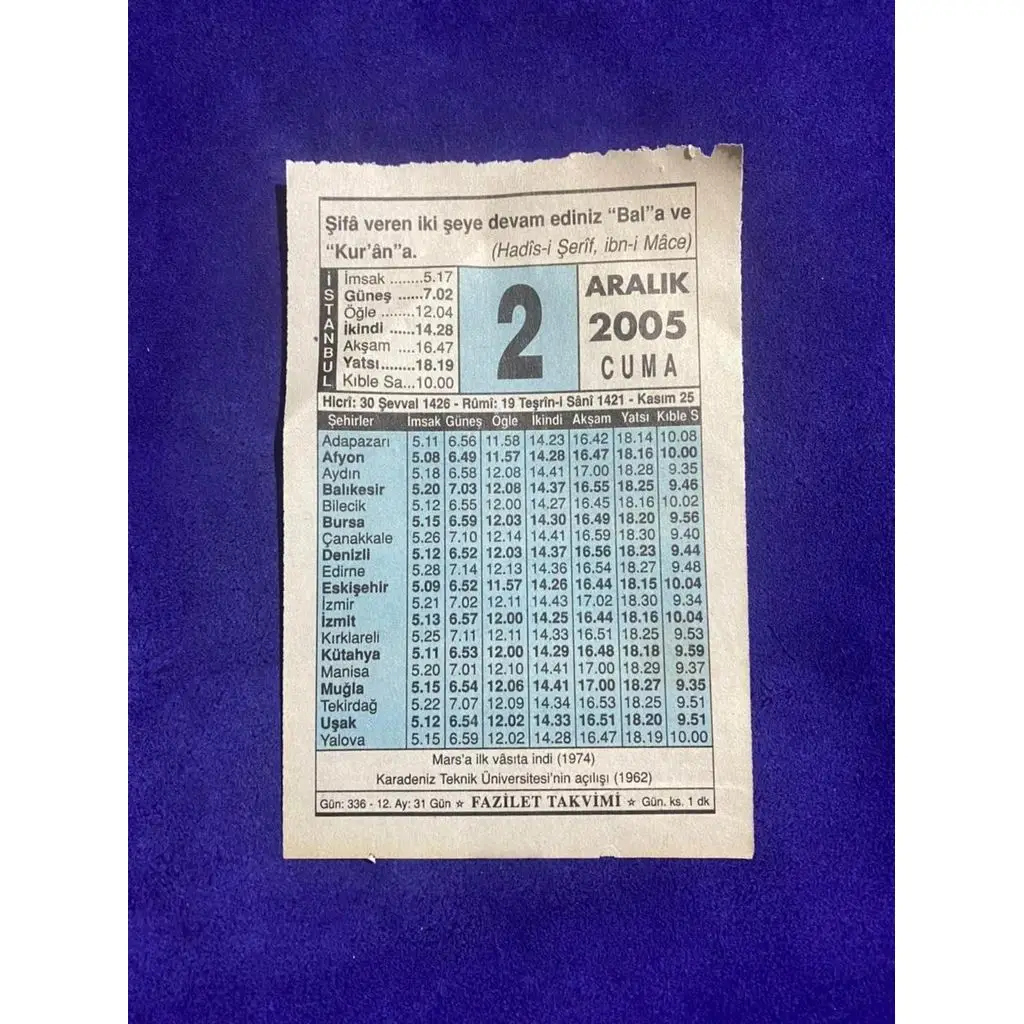 Şifâ veren iki şeye devam ediniz “Bal”a ve
“Kur’ân”a. (Hadîs-i Şerîf, ibn-i Mâce)
İSTANBUL
İmsak ........5.17
Güneş ......7.02
Öğle ........12.04
İkindi ......14.28
Akşam ....16.47
Yatsı........18.19
Kıble Sa...10.00
2
ARALIK
2005
CUMA
Hicrî: 30 Şevval 1426 - Rûmî: 19 Teşrîn-i Sânî 1421 - Kasım 25
Şehirler İmsak Güneş Öğle İkindi Akşam Yatsı Kıble S
Adapazarı 5.11 6.56 11.58 14.23 16.42 18.14 10.08
Afyon 5.08 6.49 11.57 14.28 16.47 18.16 10.00
Aydın 5.18 6.58 12.08 14.41 17.00 18.28 9.35
Balıkesir 5.20 7.03 12.08 14.37 16.55 18.25 9.46
Bilecik 5.12 6.55 12.00 14.27 16.45 18.16 10.02
Bursa 5.15 6.59 12.03 14.30 16.49 18.20 9.56
Çanakkale 5.26 7.10 12.14 14.41 16.59 18.30 9.40
Denizli 5.12 6.52 12.03 14.37 16.56 18.23 9.44
Edirne 5.28 7.14 12.13 14.36 16.54 18.27 9.48
Eskişehir 5.09 6.52 11.57 14.26 16.44 18.15 10.04
İzmir 5.21 7.02 12.11 14.43 17.02 18.30 9.34
İzmit 5.13 6.57 12.00 14.25 16.44 18.16 10.04
Kırklareli 5.25 7.11 12.11 14.33 16.51 18.25 9.53
Kütahya 5.11 6.53 12.00 14.29 16.48 18.18 9.59
Manisa 5.20 7.01 12.10 14.41 17.00 18.29 9.37
Muğla 5.15 6.54 12.06 14.41 17.00 18.27 9.35
Tekirdağ 5.22 7.07 12.09 14.34 16.53 18.25 9.51
Uşak 5.12 6.54 12.02 14.33 16.51 18.20 9.51
Yalova 5.15 6.59 12.02 14.28 16.47 18.19 10.00
Mars’a ilk vâsıta indi (1974)
Karadeniz Teknik Üniversitesi’nin açılışı (1962)
Gün: 336 - 12. Ay: 31 Gün ☆ FAZİLET TAKVİMİ ☆ Gün. ks. 1 dk